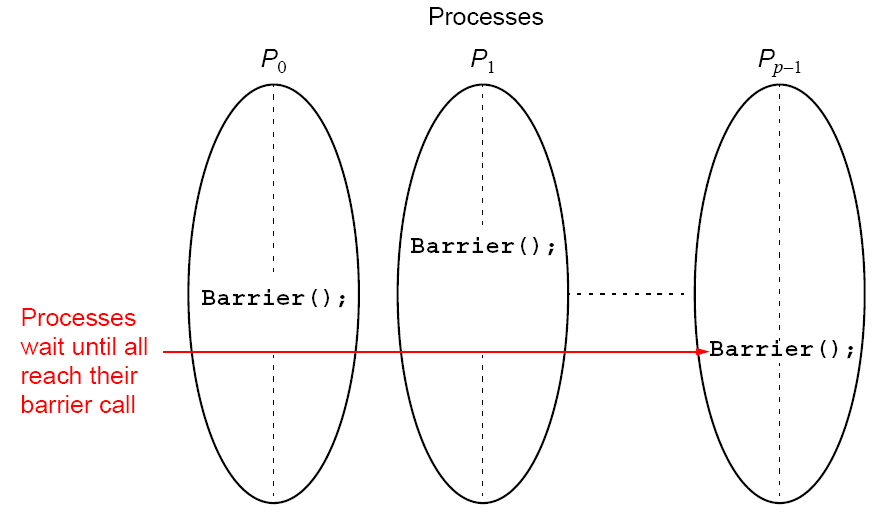 Processes
P0
P1
Pp−1
Barrier();
Barrier();
Barrier();
Processes
wait until all
reach their
barrier call